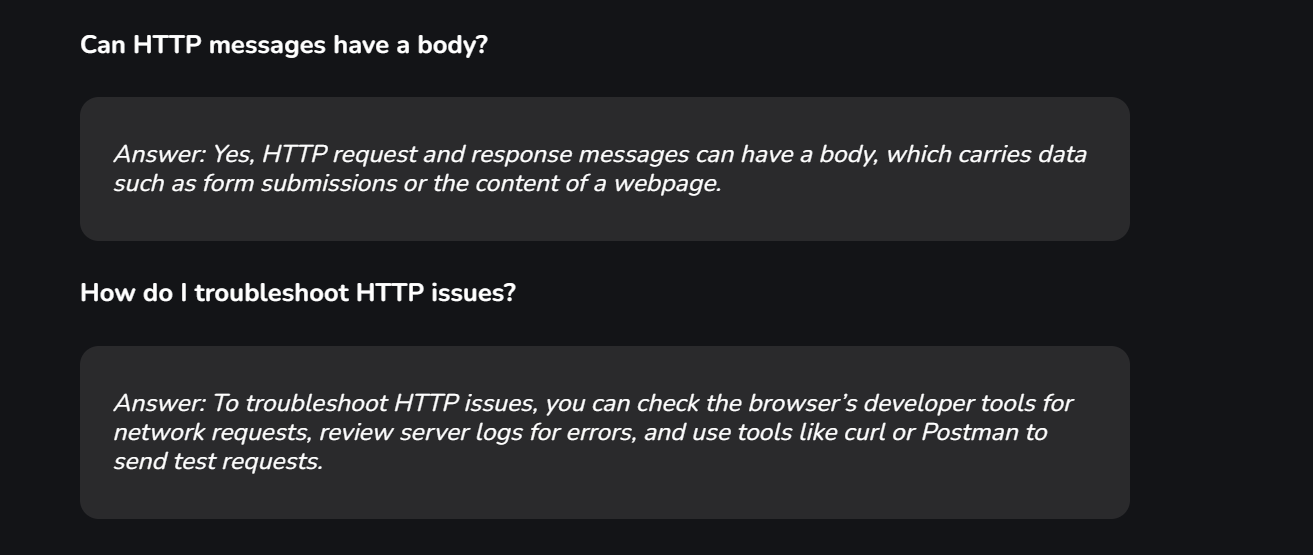 Can HTTP messages have a body?
Answer: Yes, HTTP request and response messages can have a body, which carries data
such as form submissions or the content of a webpage.
How do I troubleshoot HTTP issues?
Answer: To troubleshoot HTTP issues, you can check the browser’s developer tools for
network requests, review server logs for errors, and use tools like curl or Postman to
send test requests.